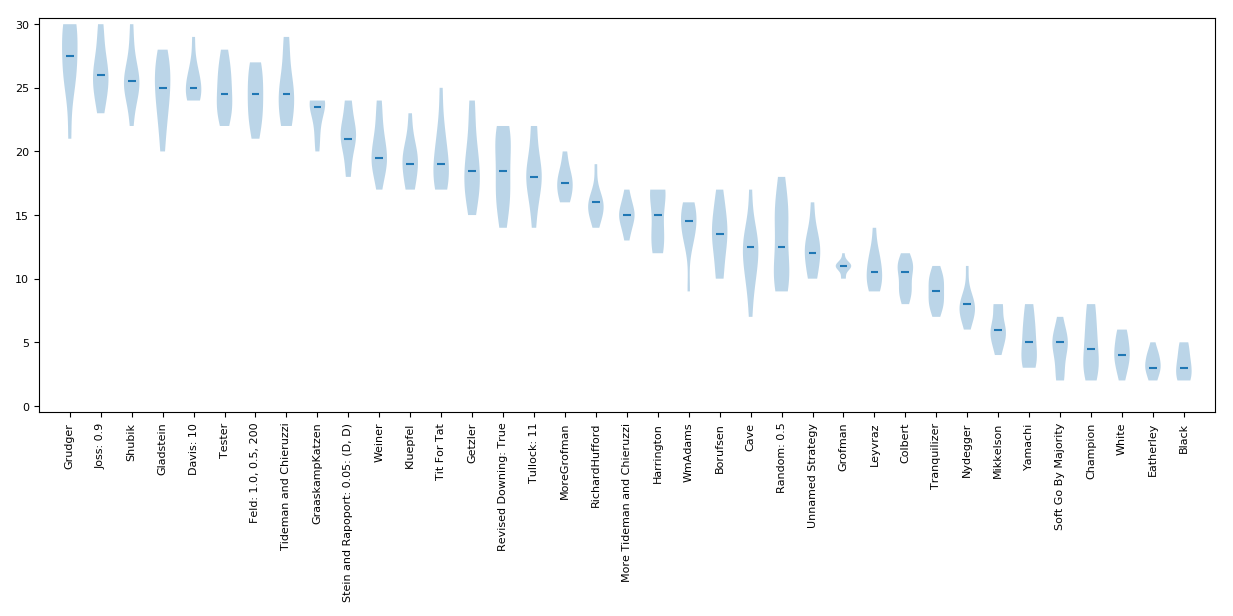 30
25
20
15
10
5
0
Grudger
Joss: 0.9
Shubik
Gladstein
Davis: 10
Tester
Feld: 1.0, 0.5, 200
Tideman and Chieruzzi
GraaskampKatzen
Stein and Rapoport: 0.05: (D, D)
Weiner
Kluepfel
Tit For Tat
Getzler
Revised Downing: True
Tullock: 11
MoreGrofman
RichardHufford
More Tideman and Chieruzzi
Harrington
WmAdams
Borufsen
Cave
Random: 0.5
Unnamed Strategy
Grofman
Leyvraz
Colbert
Tranquilizer
Nydegger
Mikkelson
Yamachi
Soft Go By Majority
Champion
White
Eatherley
Black